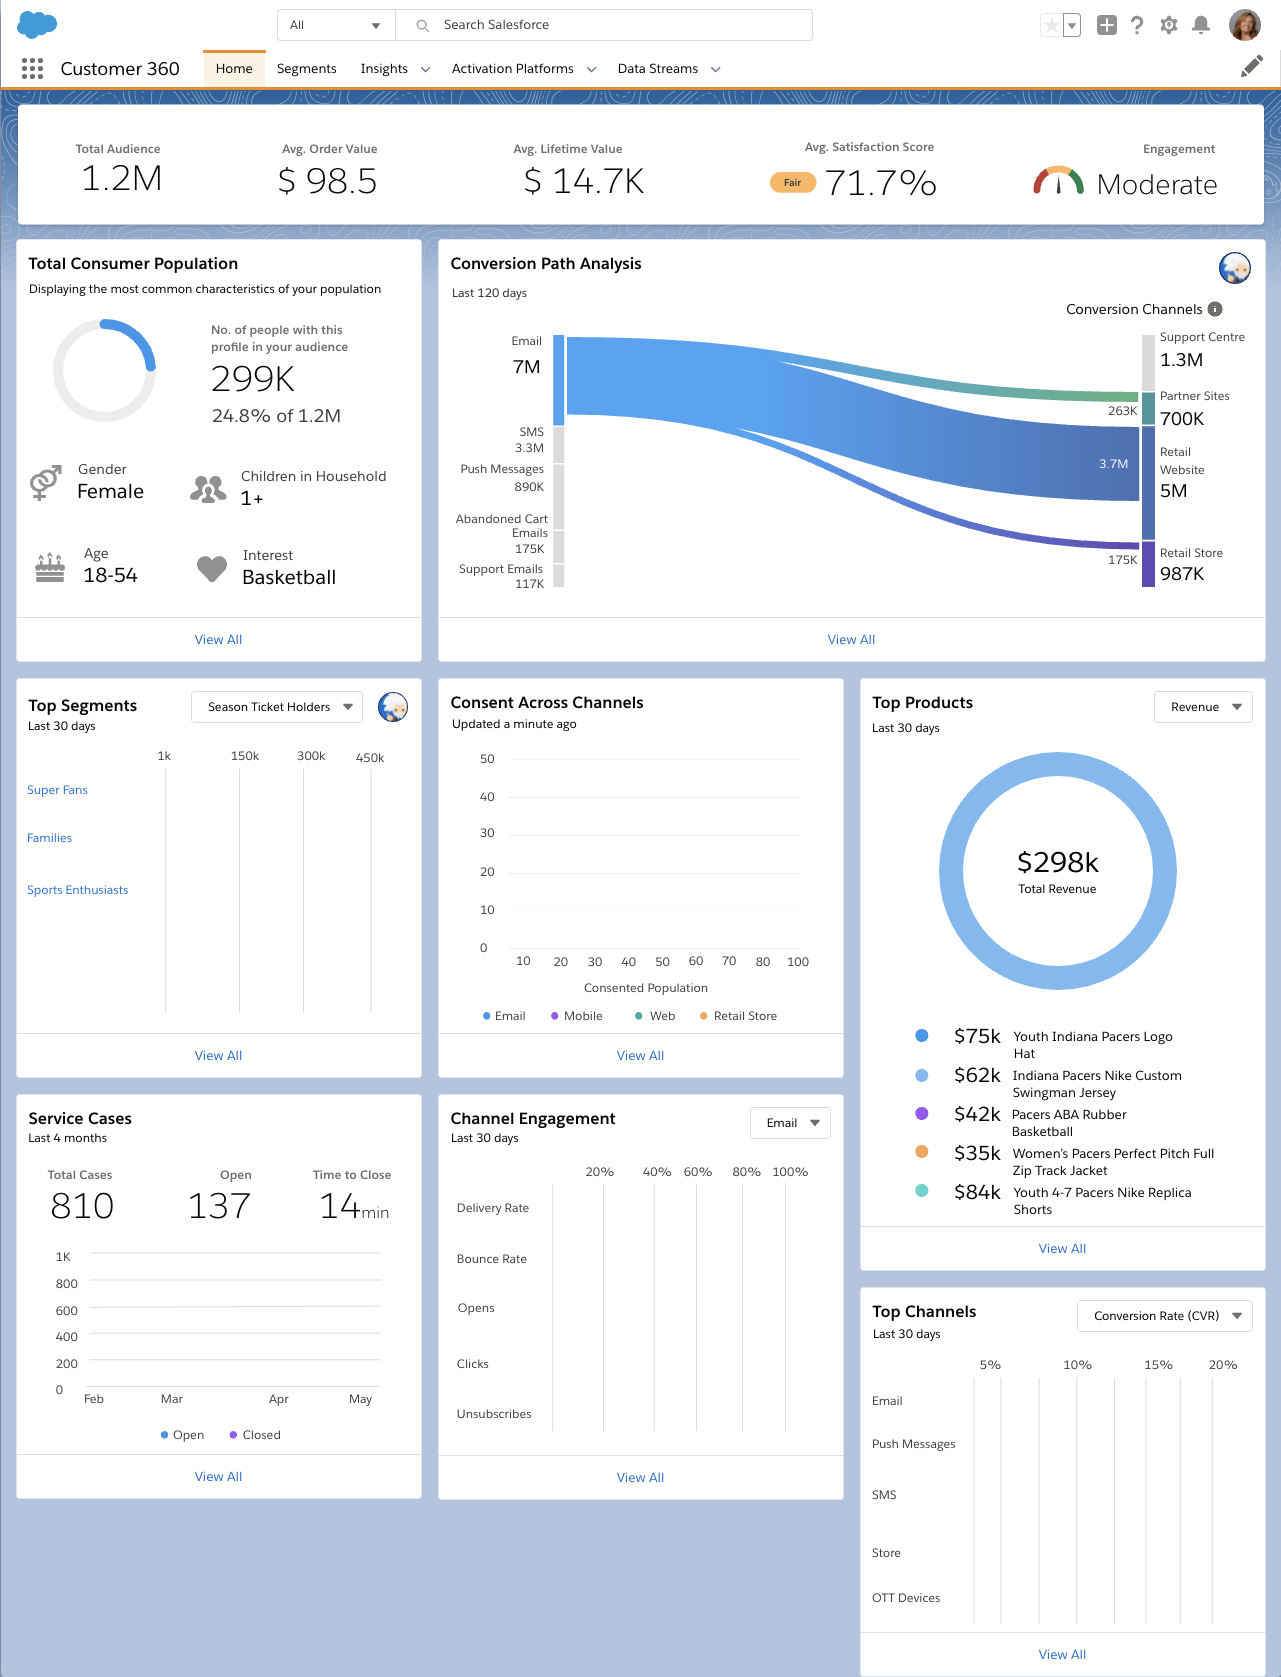 All
Search Salesforce
Customer 360
Home
Segments
Insights
Activation Platforms
Data Streams
Total Audience
1.2M
Avg. Order Value
$ 98.5
Avg. Lifetime Value
$ 14.7K
Avg. Satisfaction Score
Fair
71.7%
Engagement
Moderate
Total Consumer Population
Displaying the most common characteristics of your population
No. of people with this
profile in your audience
299K
24.8% of 1.2M
Gender
Female
Children in Household
1+
Age
18-54
Interest
Basketball
View All
Conversion Path Analysis
Last 120 days
Conversion Channels
Email
7M
SMS
3.3M
Push Messages
890K
Abandoned Cart
Emails
175K
Support Emails
117K
263K
3.7M
175K
Support Centre
1.3M
Partner Sites
700K
Retail
Website
5M
Retail Store
987K
View All
Top Segments
Last 30 days
Season Ticket Holders
1k
150k
300k
450k
Super Fans
Families
Sports Enthusiasts
View All
Consent Across Channels
Updated a minute ago
50
40
30
20
10
0
10
20
30
40
50
60
70
80
100
Consented Population
Email
Mobile
Web
Retail Store
View All
Top Products
Last 30 days
Revenue
$298k
Total Revenue
$75k
Youth Indiana Pacers Logo
Hat
$62k
Indiana Pacers Nike Custom
Swingman Jersey
$42k
Pacers ABA Rubber
Basketball
$35k
Women's Pacers Perfect Pitch Full
Zip Track Jacket
$84k
Youth 4-7 Pacers Nike Replica
Shorts
View All
Service Cases
Last 4 months
Total Cases
810
Open
137
Time to Close
14min
1K
800
600
400
200
0
Feb
Mar
Apr
May
Open
Closed
View All
Channel Engagement
Last 30 days
Email
20%
40%
60%
80%
100%
Delivery Rate
Bounce Rate
Opens
Clicks
Unsubscribes
View All
Top Channels
Last 30 days
Conversion Rate (CVR)
5%
10%
15%
20%
Email
Push Messages
SMS
Store
OTT Devices
View All